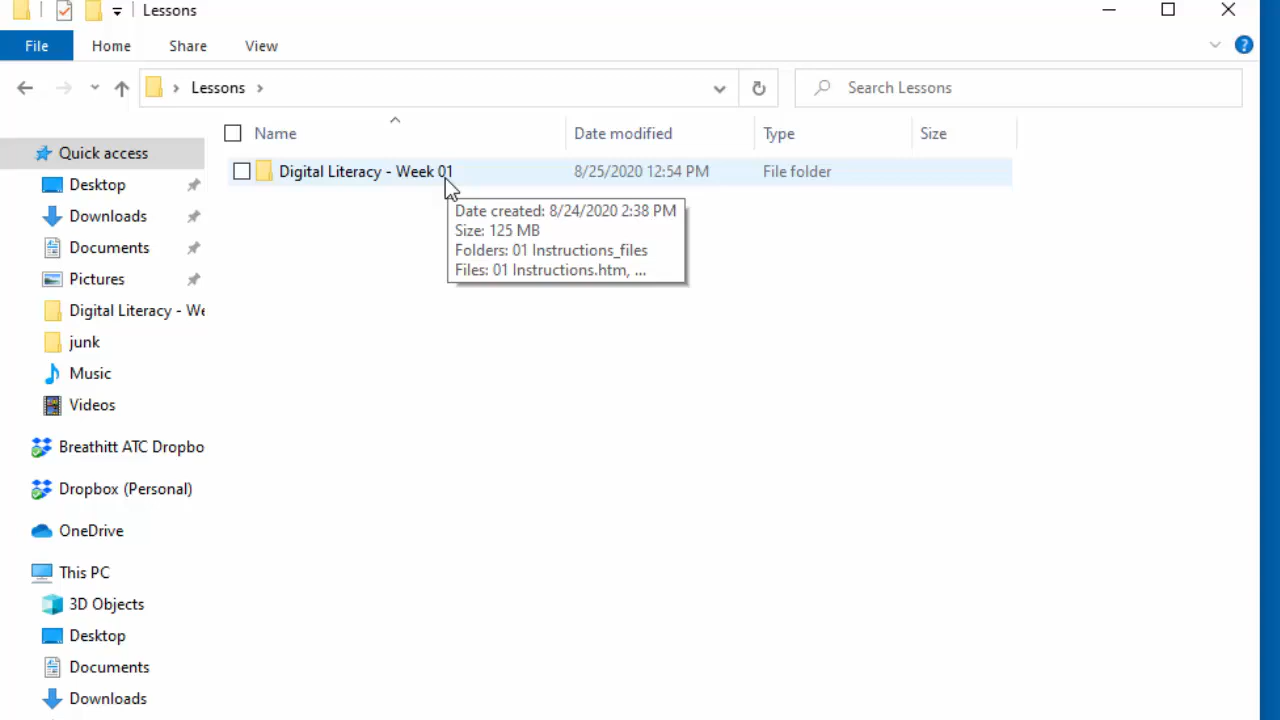 Lessons
File Home Share View
Lessons Search Lessons
Name Date modified Type Size
Digital Literacy - Week 01 8/25/2020 12:54 PM File folder
Date created: 8/24/2020 2:38 PM
Size: 125 MB
Folders: 01 Instructions_files
Files: 01 Instructions.htm, ...
Quick access
Desktop
Downloads
Documents
Pictures
Digital Literacy - We
junk
Music
Videos
Breathitt ATC Dropbo
Dropbox (Personal)
OneDrive
This PC
3D Objects
Desktop
Documents
Downloads